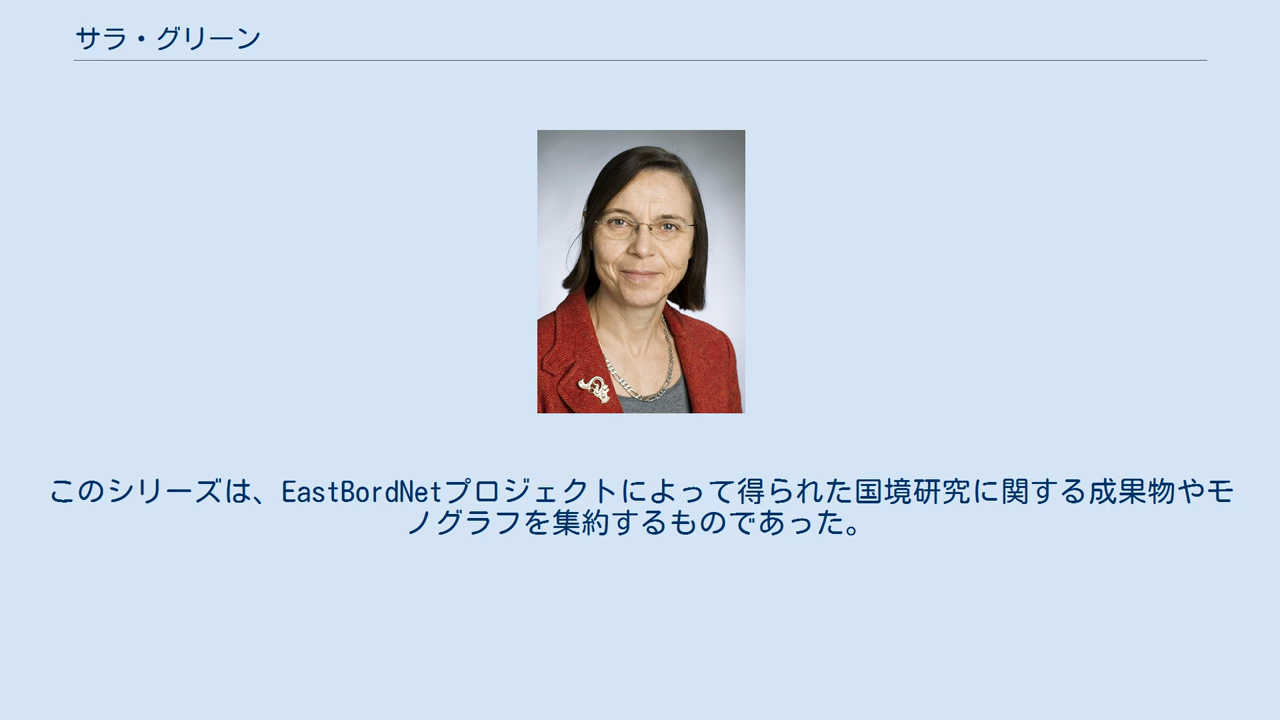 サラ・グリーン
このシリーズは、EastBordNetプロジェクトによって得られた国境研究に関する成果物やモ
ノグラフを集約するものであった。